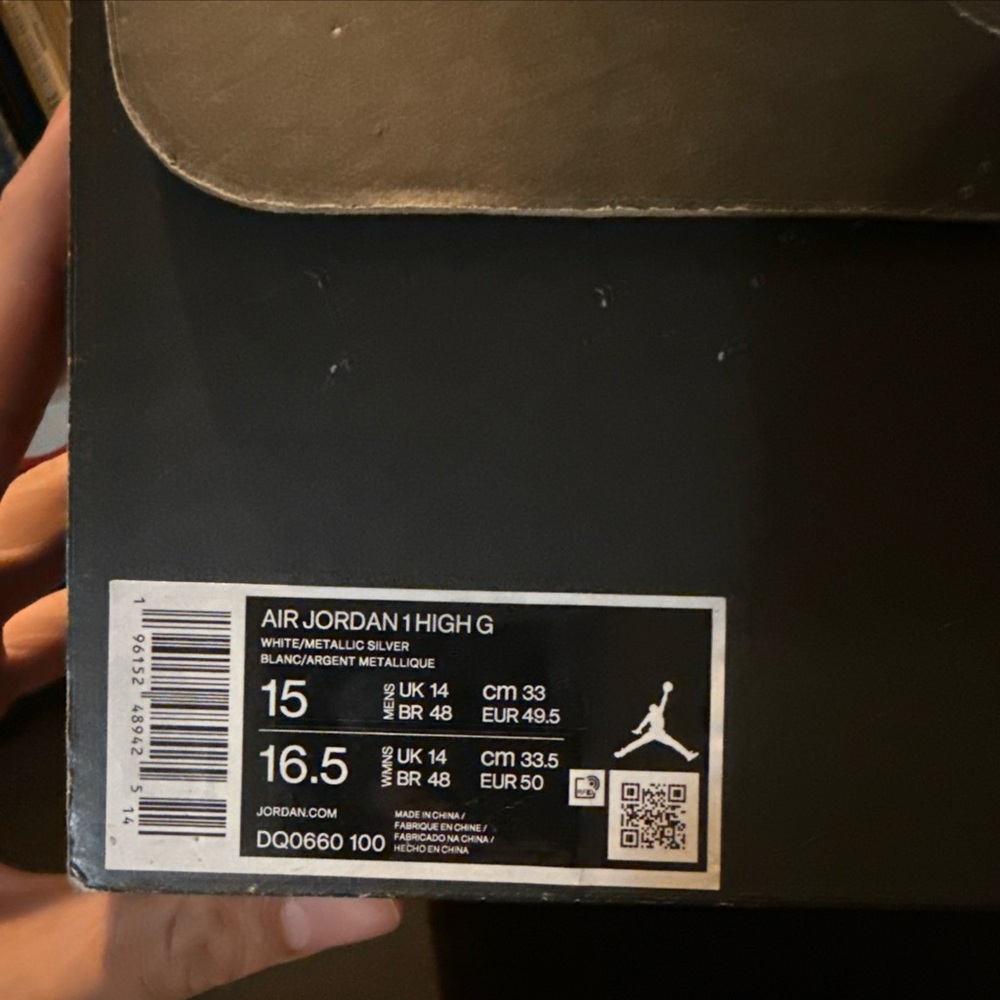 1 96152 48942 5 14
AIR JORDAN 1 HIGH G
WHITE/METALLIC SILVER
BLANC/ARGENT METALLIQUE
15 MENS UK 14 cm 33
BR 48 EUR 49.5
16.5 WMNS UK 14 cm 33.5
BR 48 EUR 50
JORDAN.COM
DQ0660 100
MADE IN CHINA /
FABRIQUE EN CHINE /
FABRICADO NA CHINA /
HECHO EN CHINA